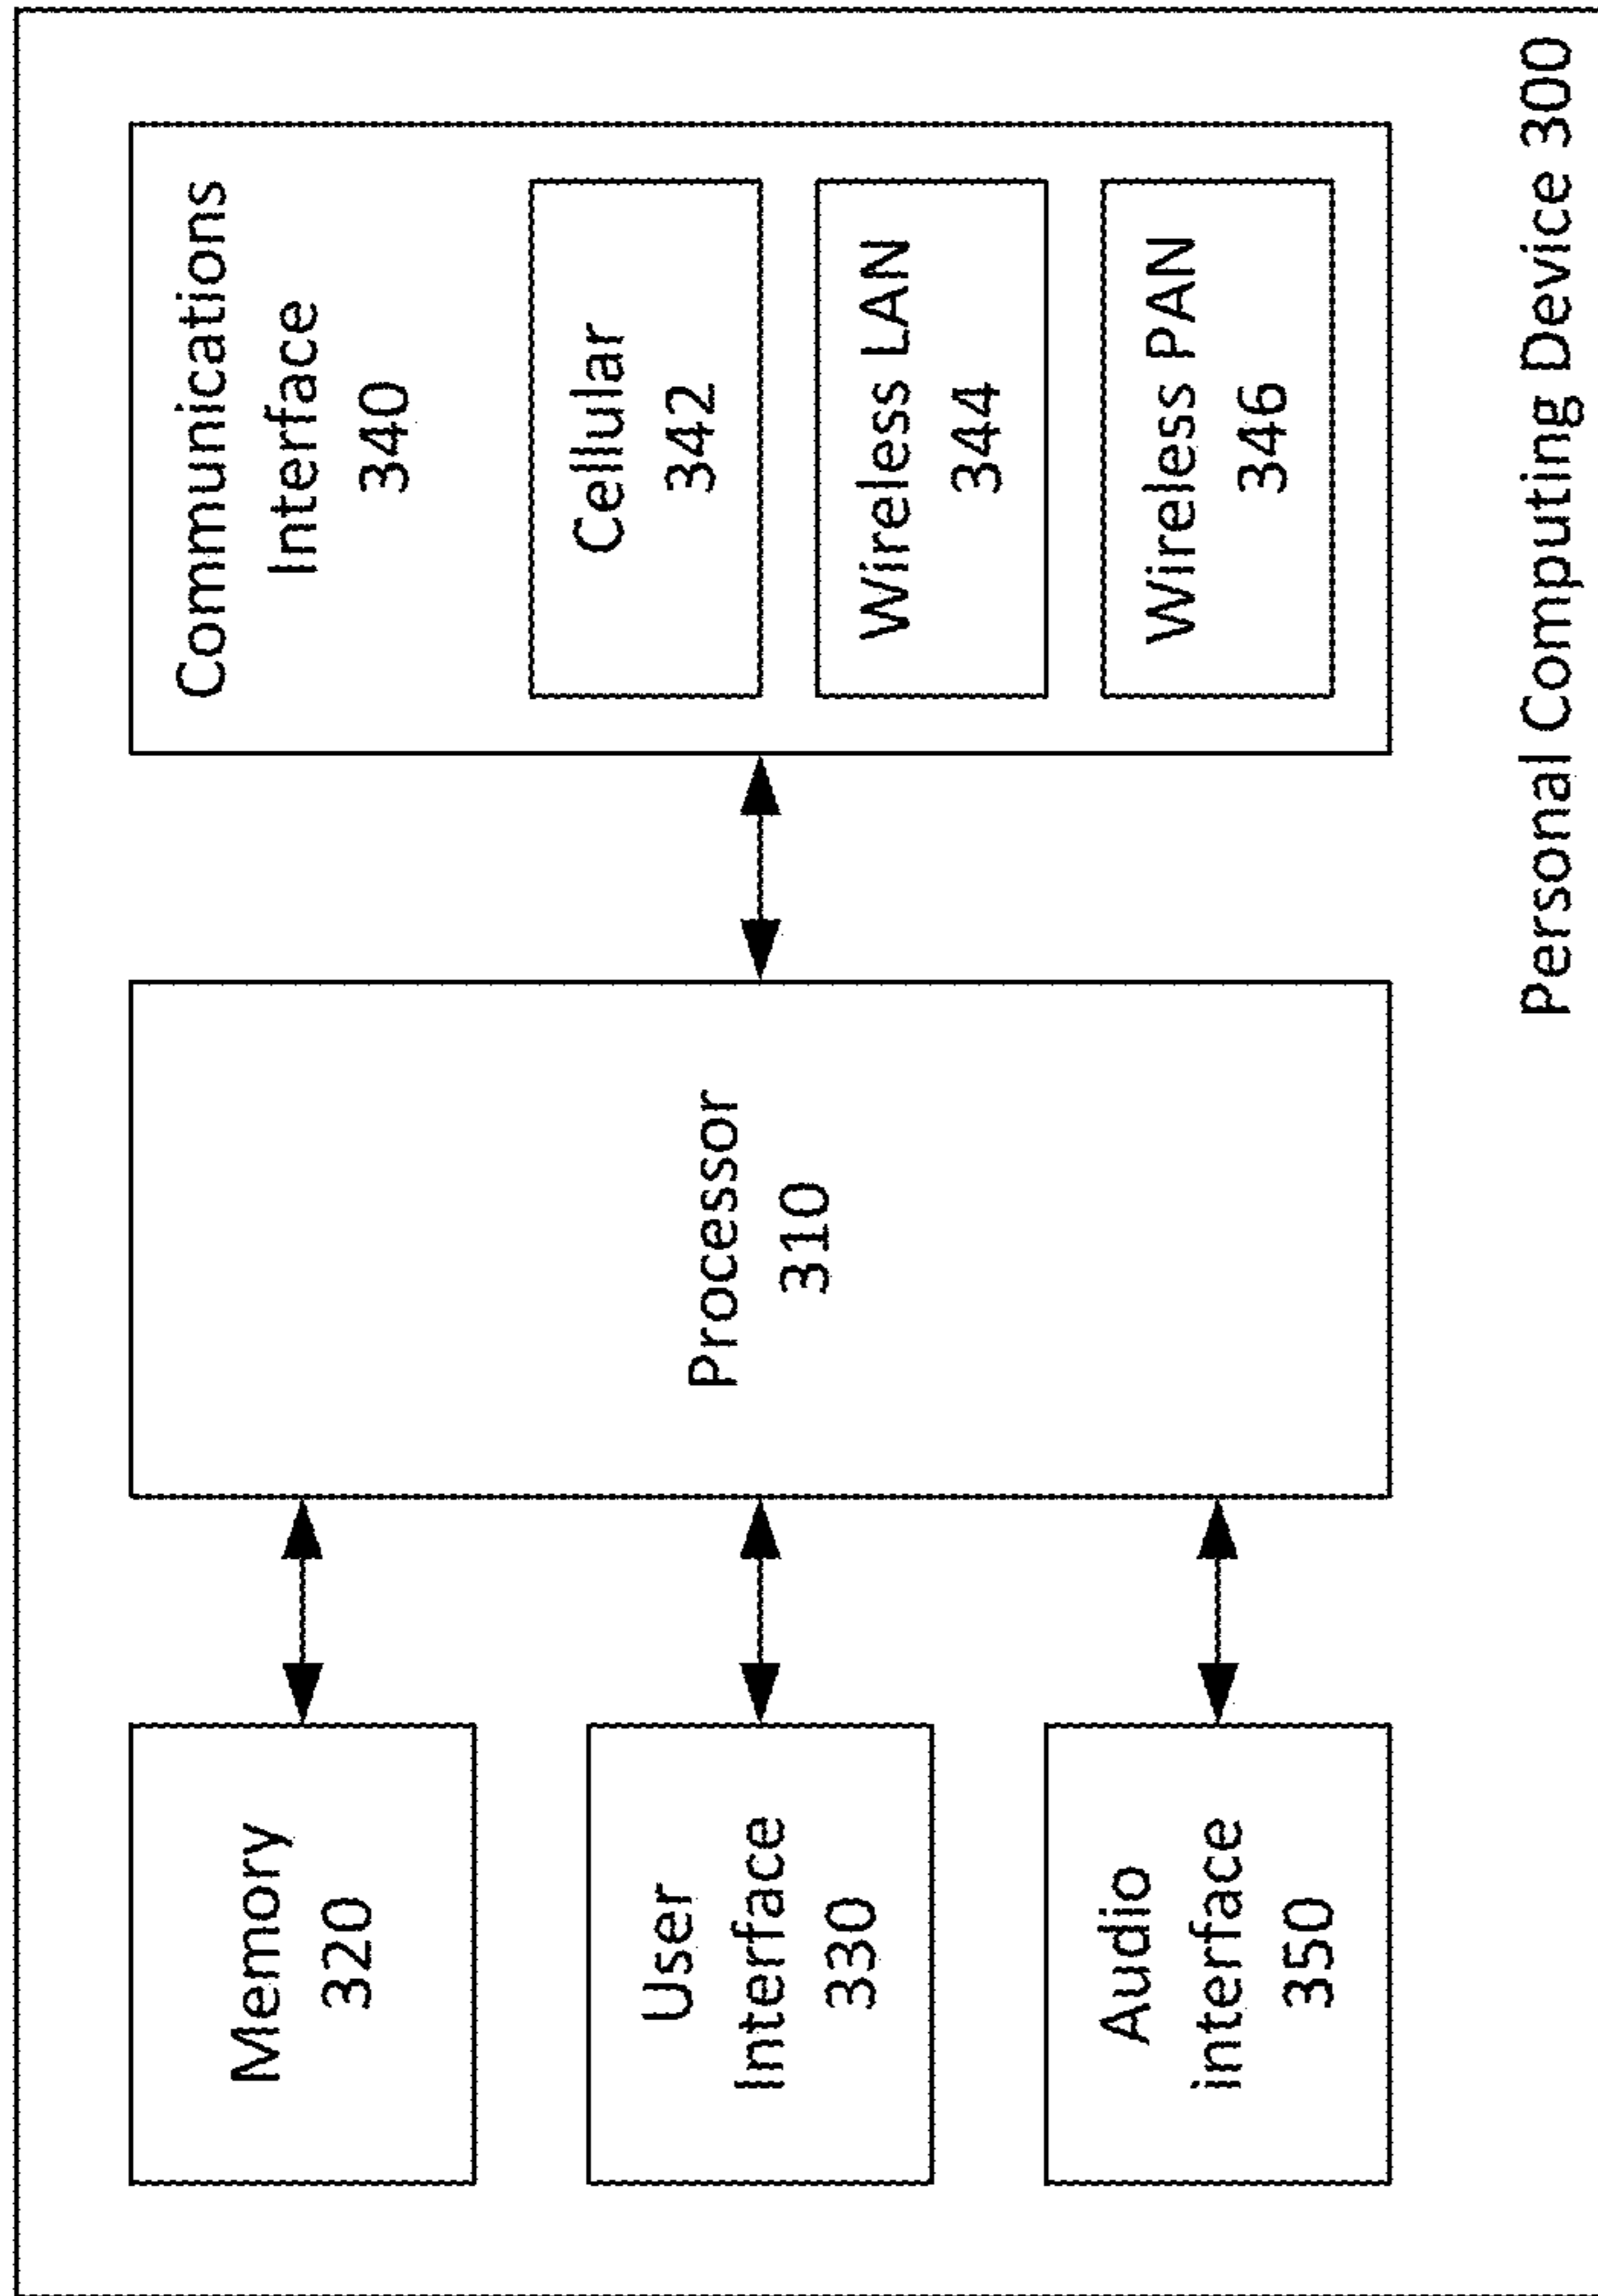 Memory
320
User
Interface
330
Audio
interface
350
Processor
310
Communications
Interface
340
Cellular
342
Wireless LAN
344
Wireless PAN
346
Personal Computing Device 300